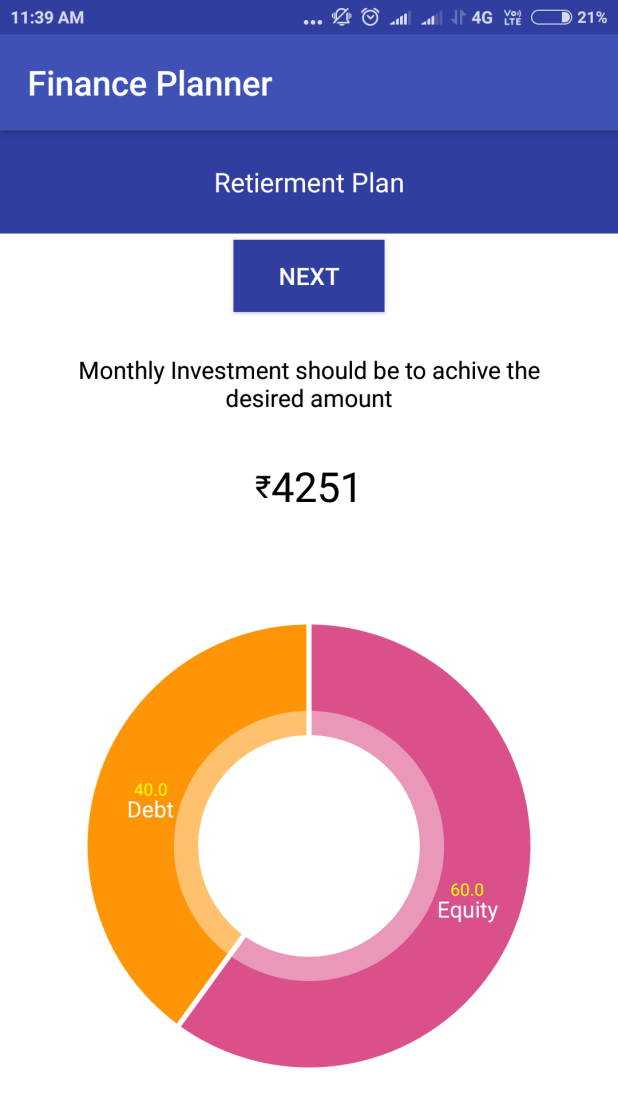 11:39 AM ... 4G VoLTE 21%
Finance Planner
Retierment Plan
NEXT
Monthly Investment should be to achive the
desired amount
₹4251
40.0
Debt
60.0
Equity